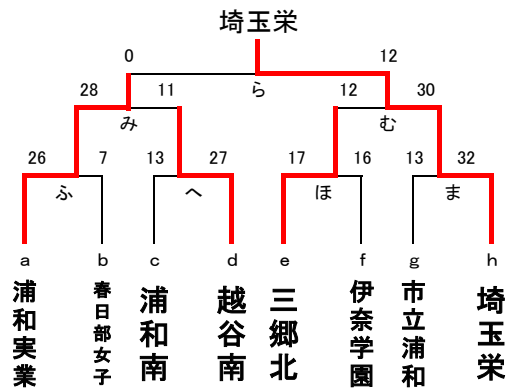 埼玉栄
0 12
ら
28 11 12 30
み む
26 7 13 27 17 16 13 32
ふ へ ほ ま
a b c d e f g h
浦和実業
春日部女子
浦和南
越谷南
三郷北
伊奈学園
市立浦和
埼玉栄